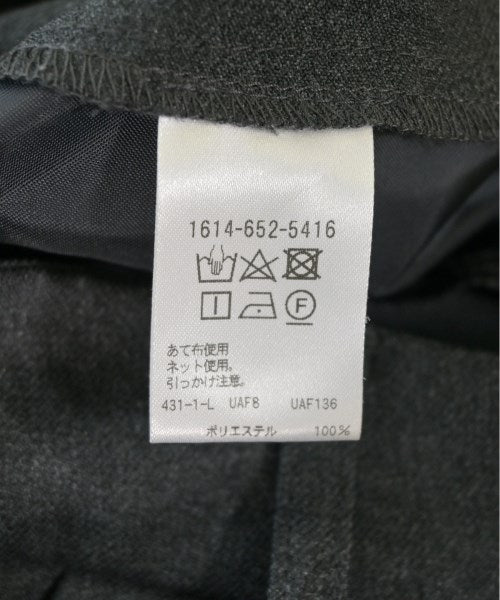 1614-652-5416
F
あて布使用
ネット使用。
引っかけ注意。
431-1-L UAF8 UAF136
ポリエステル 100%